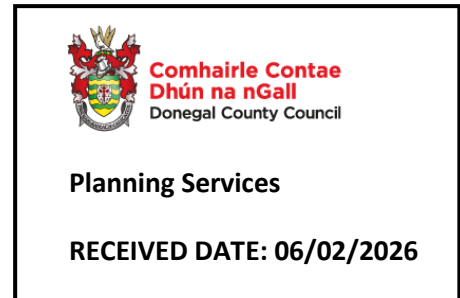 Comhairle Contae
Dhún na nGall
Donegal County Council
Planning Services
RECEIVED DATE: 06/02/2026